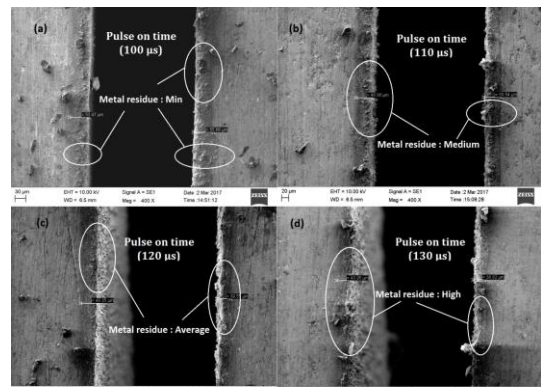 (a)
Pulse on time
(100 µs)
Metal residue : Min
30 µm
EHT = 10.00 kV
WD = 6.5 mm
Signal A = SE1
Mag = 400 X
Date :2 Mar 2017
Time :14:51:12
ZEISS
(b)
Pulse on time
(110 µs)
Metal residue : Medium
EHT = 10.00 kV
WD = 6.5 mm
Signal A = SE1
Mag = 400 X
Date :2 Mar 2017
ZEISS
(c)
Pulse on time
(120 µs)
Metal residue : Average
(d)
Pulse on time
(130 µs)
Metal residue : High